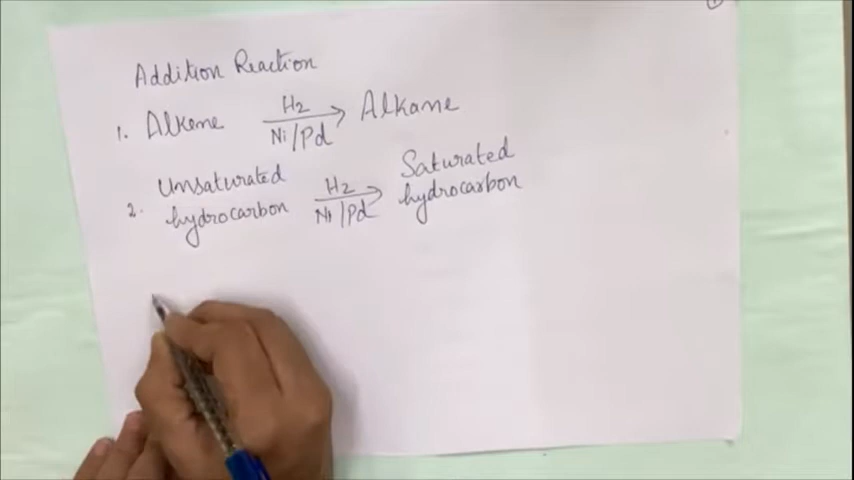 Addition Reaction
1. Alkene H2 Ni/Pd Alkane
2. Unsaturated hydrocarbon H2 Ni/Pd Saturated hydrocarbon